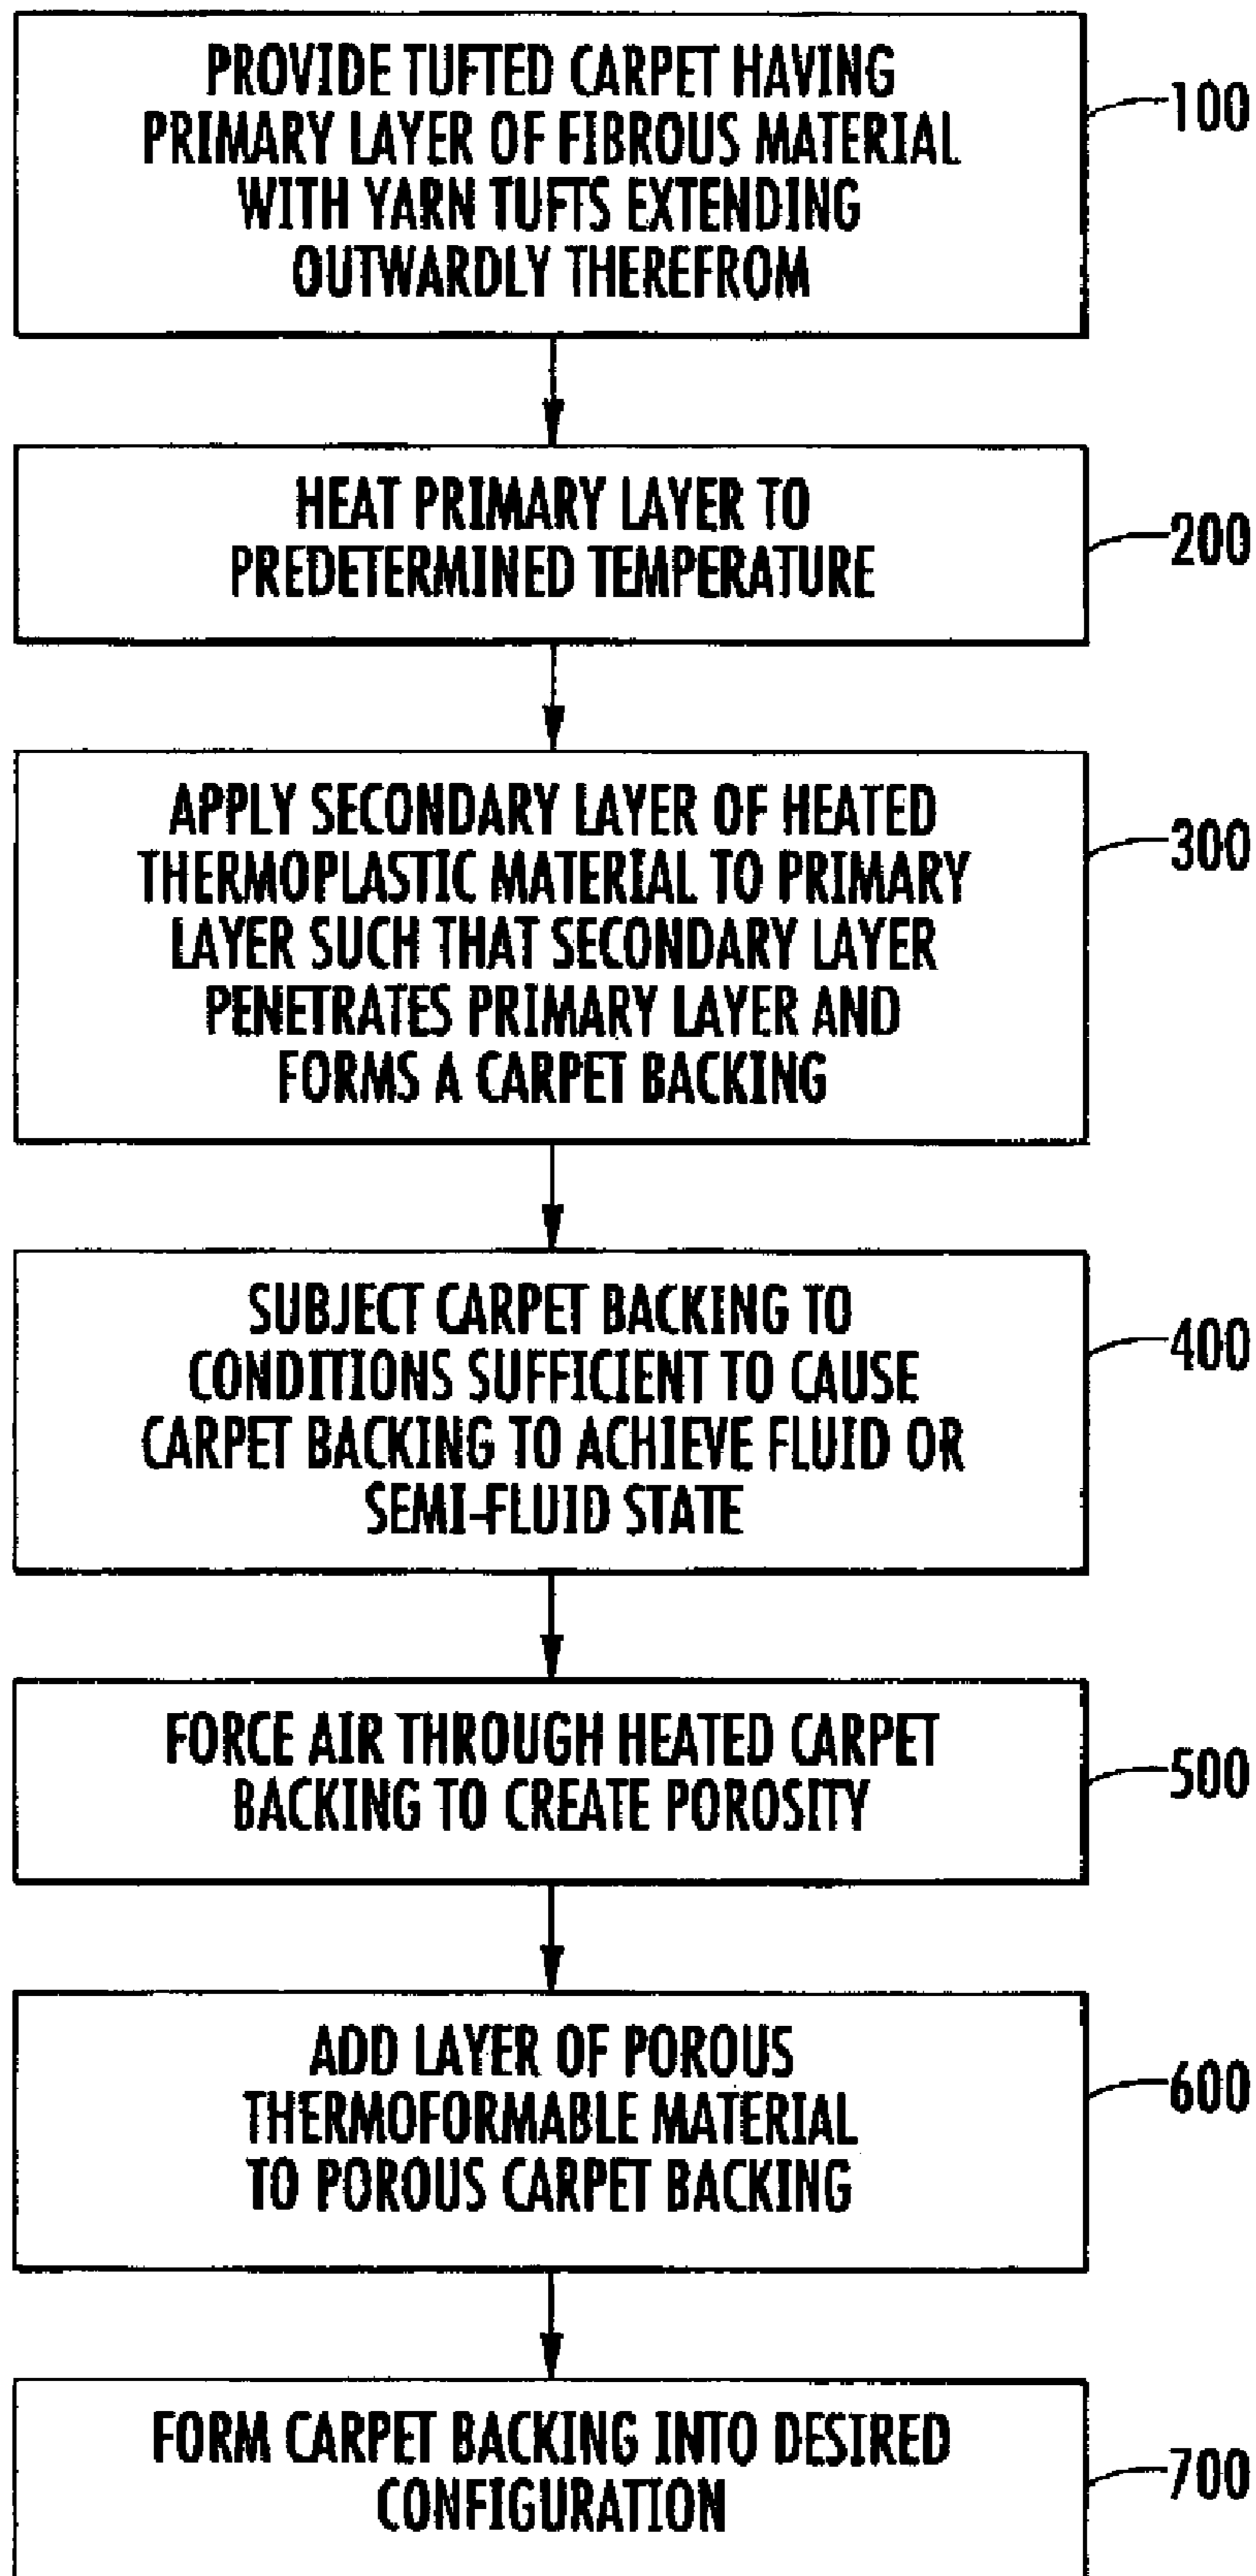 PROVIDE TUFTED CARPET HAVING
PRIMARY LAYER OF FIBROUS MATERIAL
WITH YARN TUFTS EXTENDING
OUTWARDLY THEREFROM
100
HEAT PRIMARY LAYER TO
PREDETERMINED TEMPERATURE
200
APPLY SECONDARY LAYER OF HEATED
THERMOPLASTIC MATERIAL TO PRIMARY
LAYER SUCH THAT SECONDARY LAYER
PENETRATES PRIMARY LAYER AND
FORMS A CARPET BACKING
300
SUBJECT CARPET BACKING TO
CONDITIONS SUFFICIENT TO CAUSE
CARPET BACKING TO ACHIEVE FLUID OR
SEMI-FLUID STATE
400
FORCE AIR THROUGH HEATED CARPET
BACKING TO CREATE POROSITY
500
ADD LAYER OF POROUS
THERMOFORMABLE MATERIAL
TO POROUS CARPET BACKING
600
FORM CARPET BACKING INTO DESIRED
CONFIGURATION
700